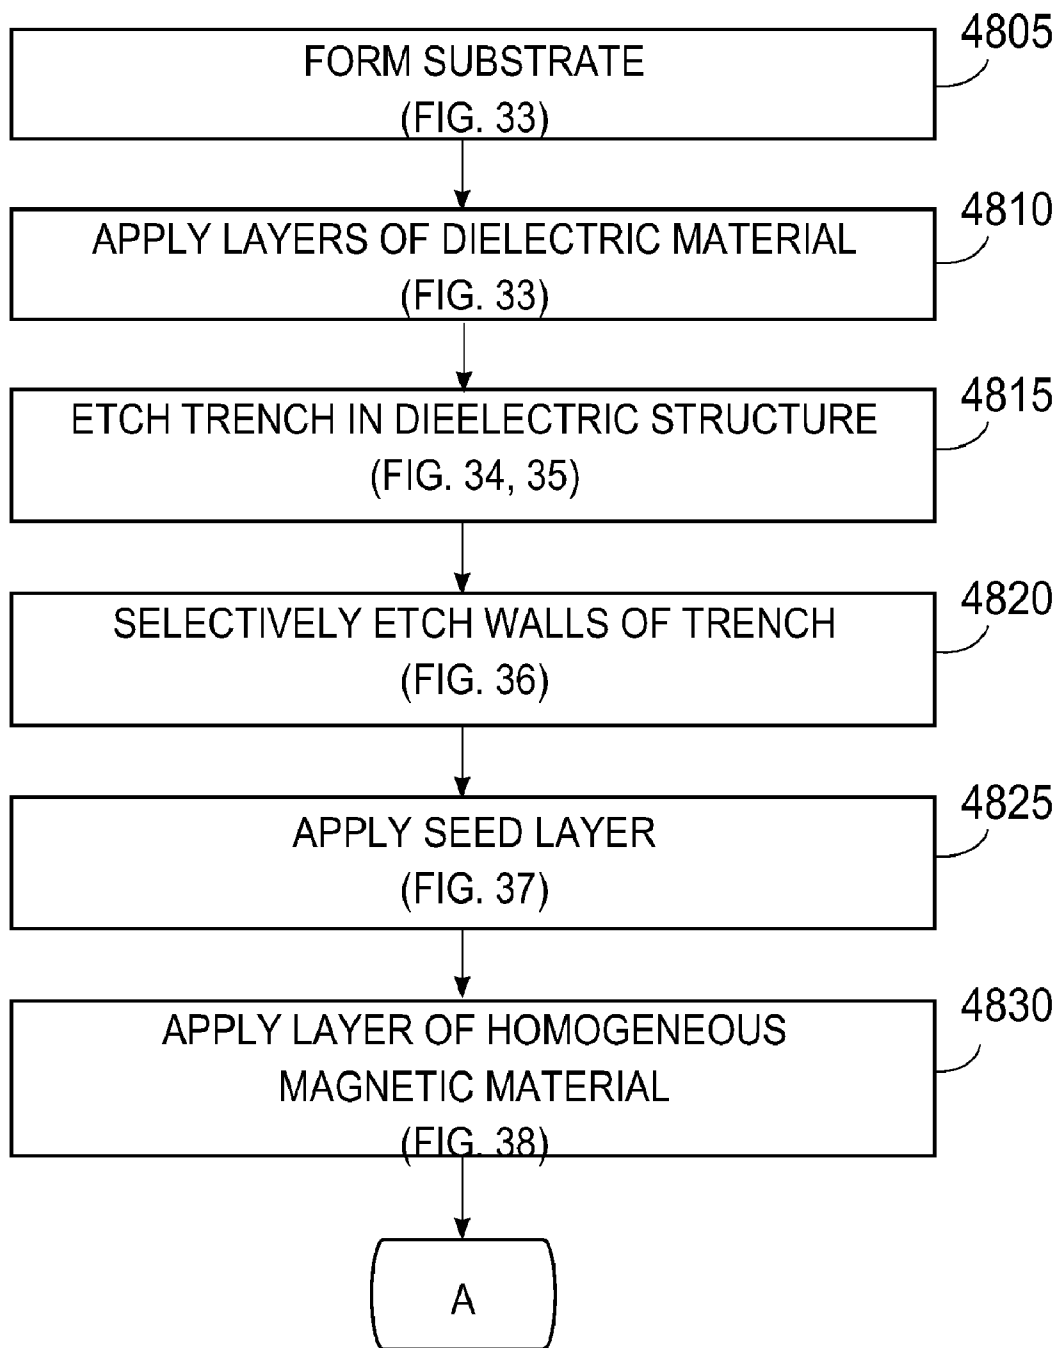 4805
FORM SUBSTRATE
(FIG. 33)
4810
APPLY LAYERS OF DIELECTRIC MATERIAL
(FIG. 33)
4815
ETCH TRENCH IN DIEELECTRIC STRUCTURE
(FIG. 34, 35)
4820
SELECTIVELY ETCH WALLS OF TRENCH
(FIG. 36)
4825
APPLY SEED LAYER
(FIG. 37)
4830
APPLY LAYER OF HOMOGENEOUS
MAGNETIC MATERIAL
(FIG. 38)
A